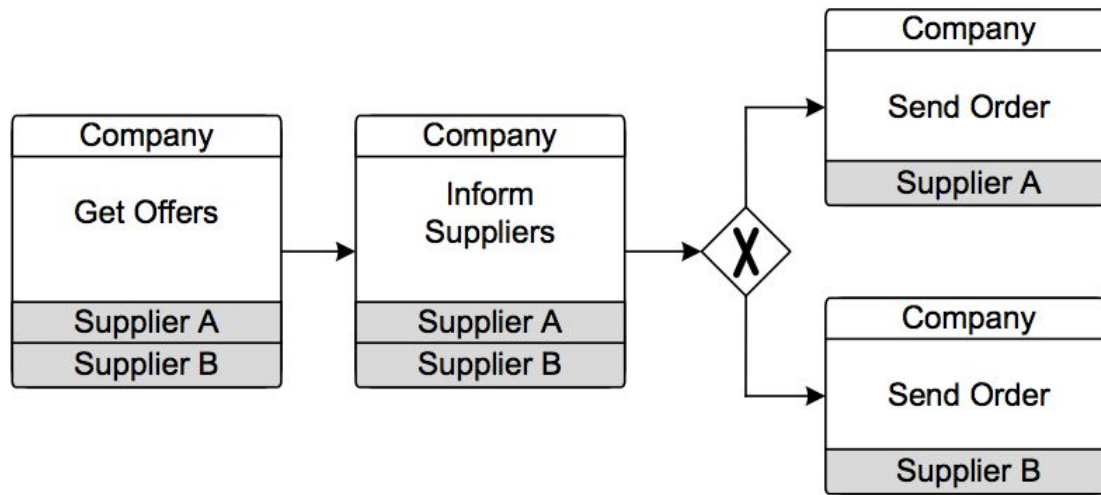 Company
Get Offers
Supplier A
Supplier B
Company
Inform
Suppliers
Supplier A
Supplier B
X
Company
Send Order
Supplier A
Company
Send Order
Supplier B